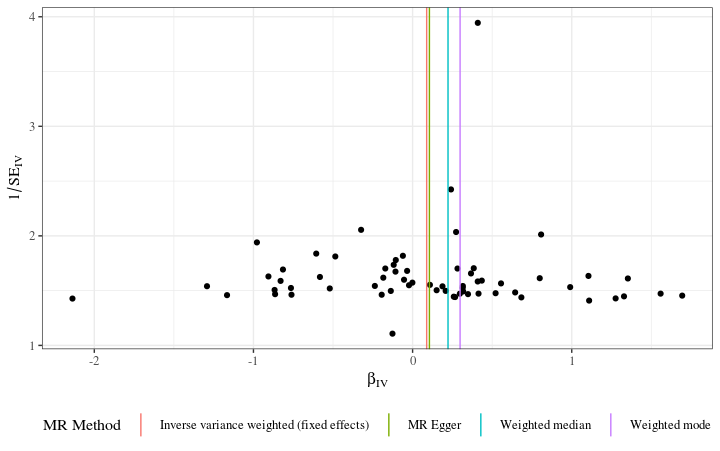 4
3
2
1
1/SE_IV
-2
-1
0
1
β_IV
MR Method
Inverse variance weighted (fixed effects)
MR Egger
Weighted median
Weighted mode